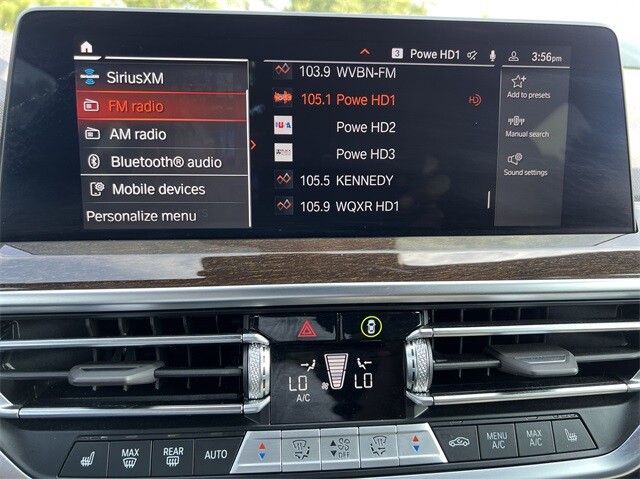 3 Powe HD1 3:56pm
SiriusXM
FM radio
AM radio
Bluetooth® audio
Mobile devices
Personalize menu
103.9 WVBN-FM
105.1 Powe HD1
Powe HD2
Powe HD3
105.5 KENNEDY
105.9 WQXR HD1
Add to presets
Manual search
Sound settings
LO LO
A/C
MAX
REAR
AUTO
OFF
MENU A/C
MAX A/C